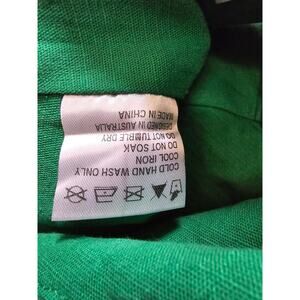 COLD HAND WASH ONLY
COOL IRON
DO NOT SOAK
DO NOT TUMBLE DRY
DESIGNED IN AUSTRALIA
MADE IN CHINA